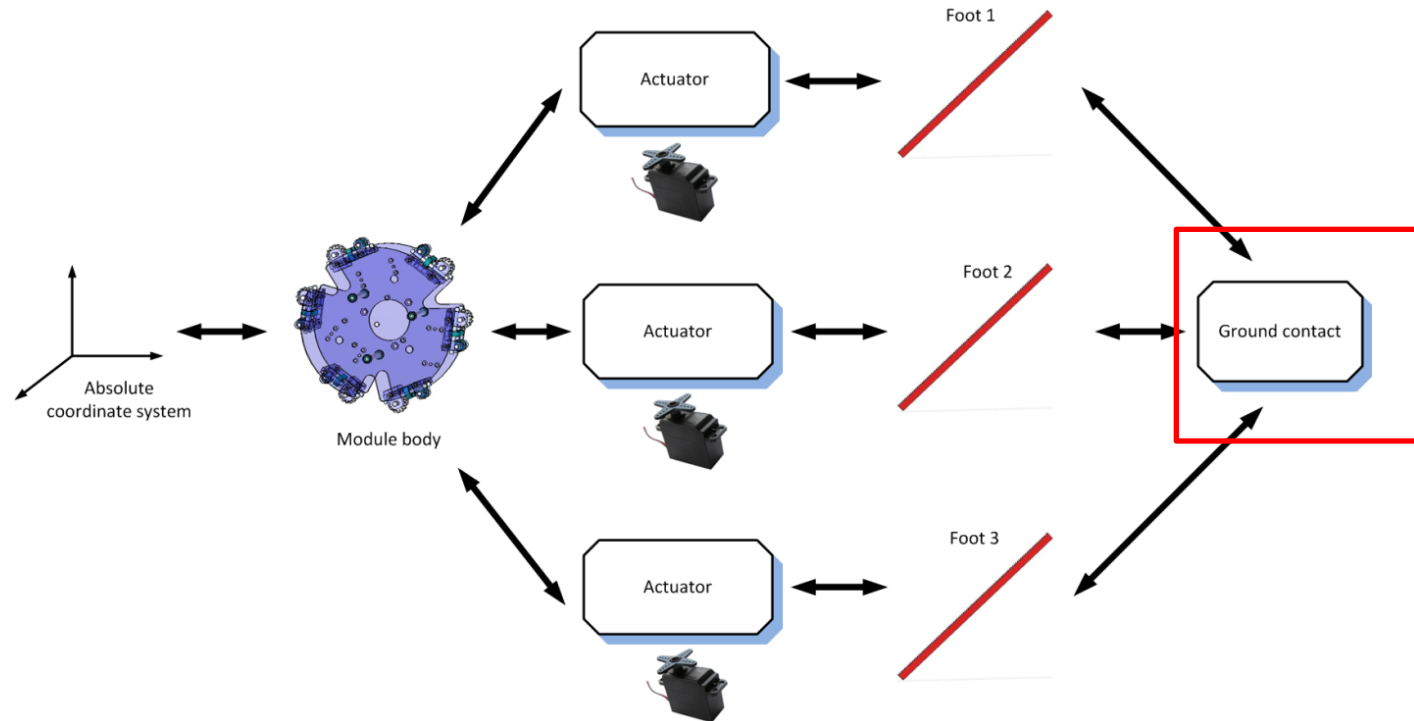 Foot 1
Actuator
Foot 2
Actuator
Ground contact
Absolute
coordinate system
Module body
Foot 3
Actuator